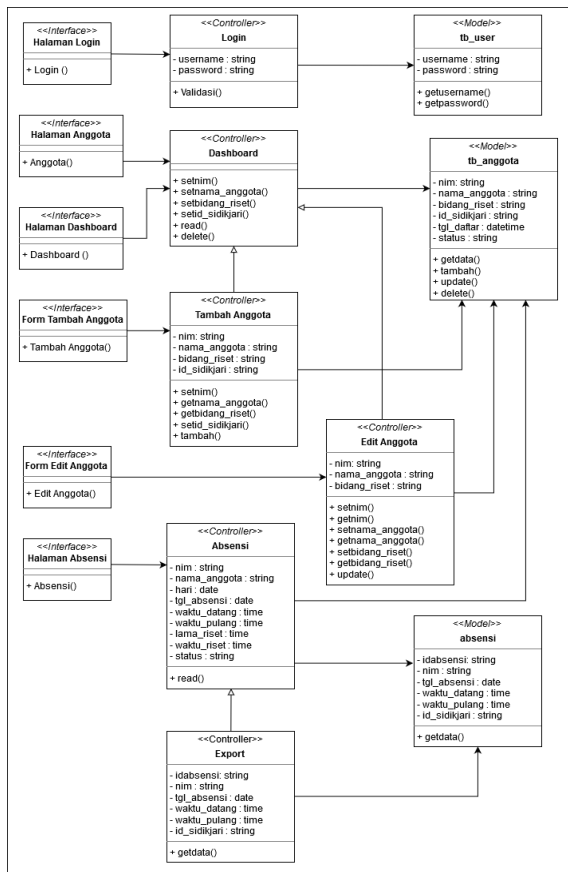 <<Interface>>
Halaman Login
+ Login ()
<<Controller>>
Login
- username : string
- password : string
+ Validasi()
<<Model>>
tb_user
- username : string
- password : string
+ getusername()
+ getpassword()
<<Interface>>
Halaman Anggota
+ Anggota()
<<Controller>>
Dashboard
+ setnim()
+ setnama_anggota()
+ setbidang_riset()
+ setid_sidikjari()
+ read()
+ delete()
<<Model>>
tb_anggota
- nim: string
- nama_anggota : string
- bidang_riset : string
- id_sidikjari : string
- tgl_daftar : datetime
- status : string
+ getdata()
+ tambah()
+ update()
+ delete()
<<Interface>>
Halaman Dashboard
+ Dashboard ()
<<Interface>>
Form Tambah Anggota
+ Tambah Anggota()
<<Controller>>
Tambah Anggota
- nim: string
- nama_anggota : string
- bidang_riset : string
- id_sidikjari : string
+ setnim()
+ getnama_anggota()
+ getbidang_riset()
+ setid_sidikjari()
+ tambah()
<<Interface>>
Form Edit Anggota
+ Edit Anggota()
<<Controller>>
Edit Anggota
- nim: string
- nama_anggota : string
- bidang_riset : string
+ setnim()
+ getnim()
+ setnama_anggota()
+ getnama_anggota()
+ setbidang_riset()
+ getbidang_riset()
+ update()
<<Interface>>
Halaman Absensi
+ Absensi()
<<Controller>>
Absensi
- nim : string
- nama_anggota : string
- hari : date
- tgl_absensi : date
- waktu_datang : time
- waktu_pulang : time
- lama_riset : time
- waktu_riset : time
- status : string
+ read()
<<Model>>
absensi
- idabsensi: string
- nim : string
- tgl_absensi : date
- waktu_datang : time
- waktu_pulang : time
- id_sidikjari : string
+ getdata()
<<Controller>>
Export
- idabsensi: string
- nim : string
- tgl_absensi : date
- waktu_datang : time
- waktu_pulang : time
- id_sidikjari : string
+ getdata()